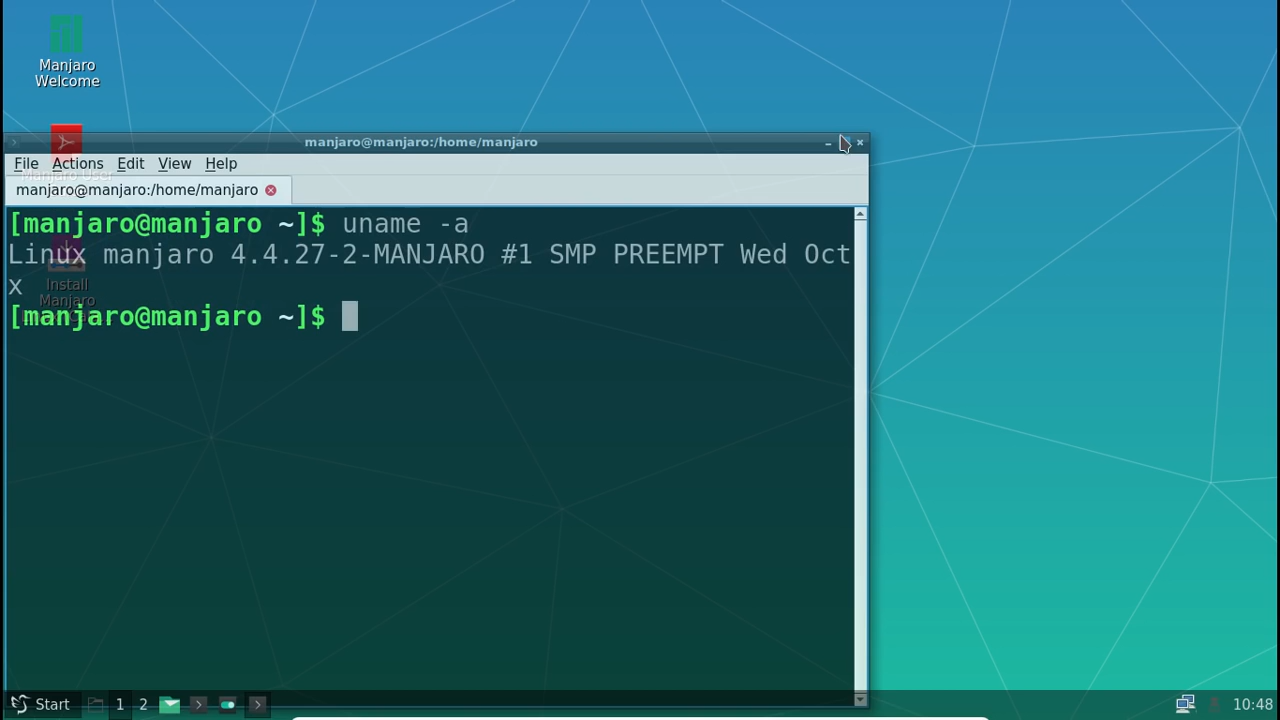 Manjaro
Welcome
manjaro@manjaro:/home/manjaro
File Actions Edit View Help
Manjaro User
manjaro@manjaro:/home/manjaro
[manjaro@manjaro ~]$ uname -a
Linux manjaro 4.4.27-2-MANJARO #1 SMP PREEMPT Wed Oct
x
Install
Manjaro
[manjaro@manjaro ~]$
Start 1 2 10:48